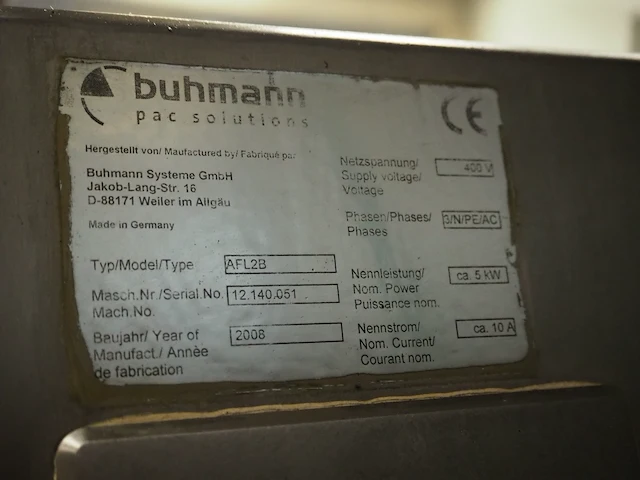 buhmann
pac solutions
CE
Hergestellt von/ Maufactured by/ Fabriqué par
Buhmann Systeme GmbH
Jakob-Lang-Str. 16
D-88171 Weiler im Allgäu
Made in Germany
Typ/Model/Type AFL2B
Masch.Nr./Serial.No. 12.140.051
Mach.No.
Baujahr/ Year of 2008
Manufact./ Annèe
de fabrication
Netzspannung/ 400 V
Supply voltage/
Voltage
Phasen/Phases/ 3/N/PE/AC
Phases
Nennleistung/ ca. 5 kW
Nom. Power
Puissance nom.
Nennstrom/ ca. 10 A
Nom. Current/
Courant nom.